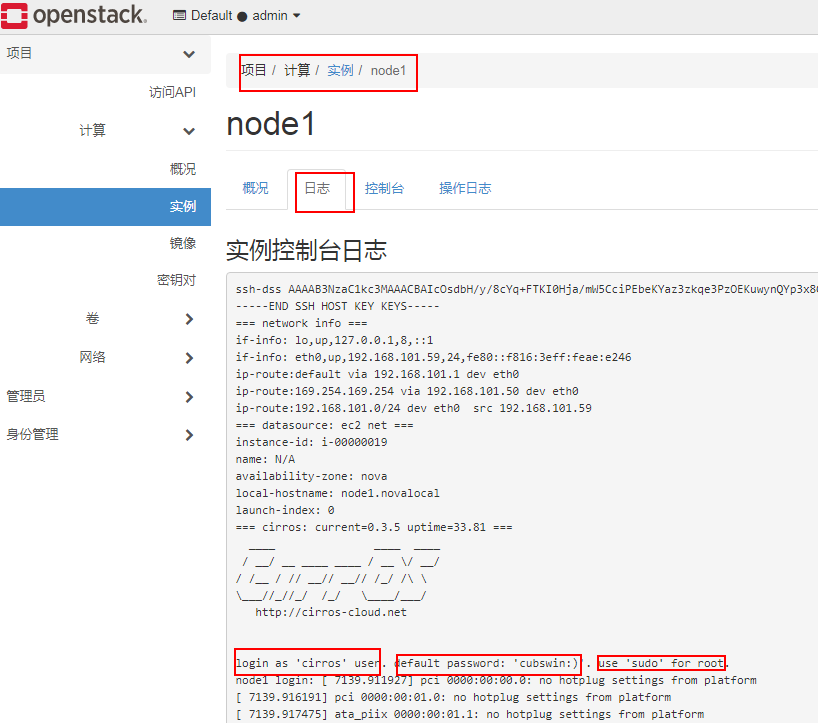 openstack. Default ● admin
项目
访问API
计算
概况
实例
镜像
密钥对
卷
网络
管理员
身份管理
项目 / 计算 / 实例 / node1
node1
概况 日志 控制台 操作日志
实例控制台日志
ssh-dss
-----END SSH HOST KEY KEYS-----
=== network info ===
if-info: lo,up,127.0.0.1,8,::1
if-info: eth0,up,192.168.101.59,24,fe80::f816:3eff:feae:e246
ip-route:default via 192.168.101.1 dev eth0
ip-route:169.254.169.254 via 192.168.101.50 dev eth0
ip-route:192.168.101.0/24 dev eth0  src 192.168.101.59
=== datasource: ec2 net ===
instance-id: i-00000019
name: N/A
availability-zone: nova
local-hostname: node1.novalocal
launch-index: 0
=== cirros: current=0.3.5 uptime=33.81 ===
  ____               ____  ____
 / __/ __ ____ ____ / __ \/ __/
/ /__ / // __// __// /_/ /\ \
\___//_//_/  /_/   \____/___/
   http://cirros-cloud.net
login as 'cirros' user. default password: 'cubswin:)'. use 'sudo' for root.
node1 login: [ 7139.911927] pci 0000:00:00.0: no hotplug settings from platform
[ 7139.916191] pci 0000:00:01.0: no hotplug settings from platform
[ 7139.917475] ata_piix 0000:00:01.1: no hotplug settings from platform